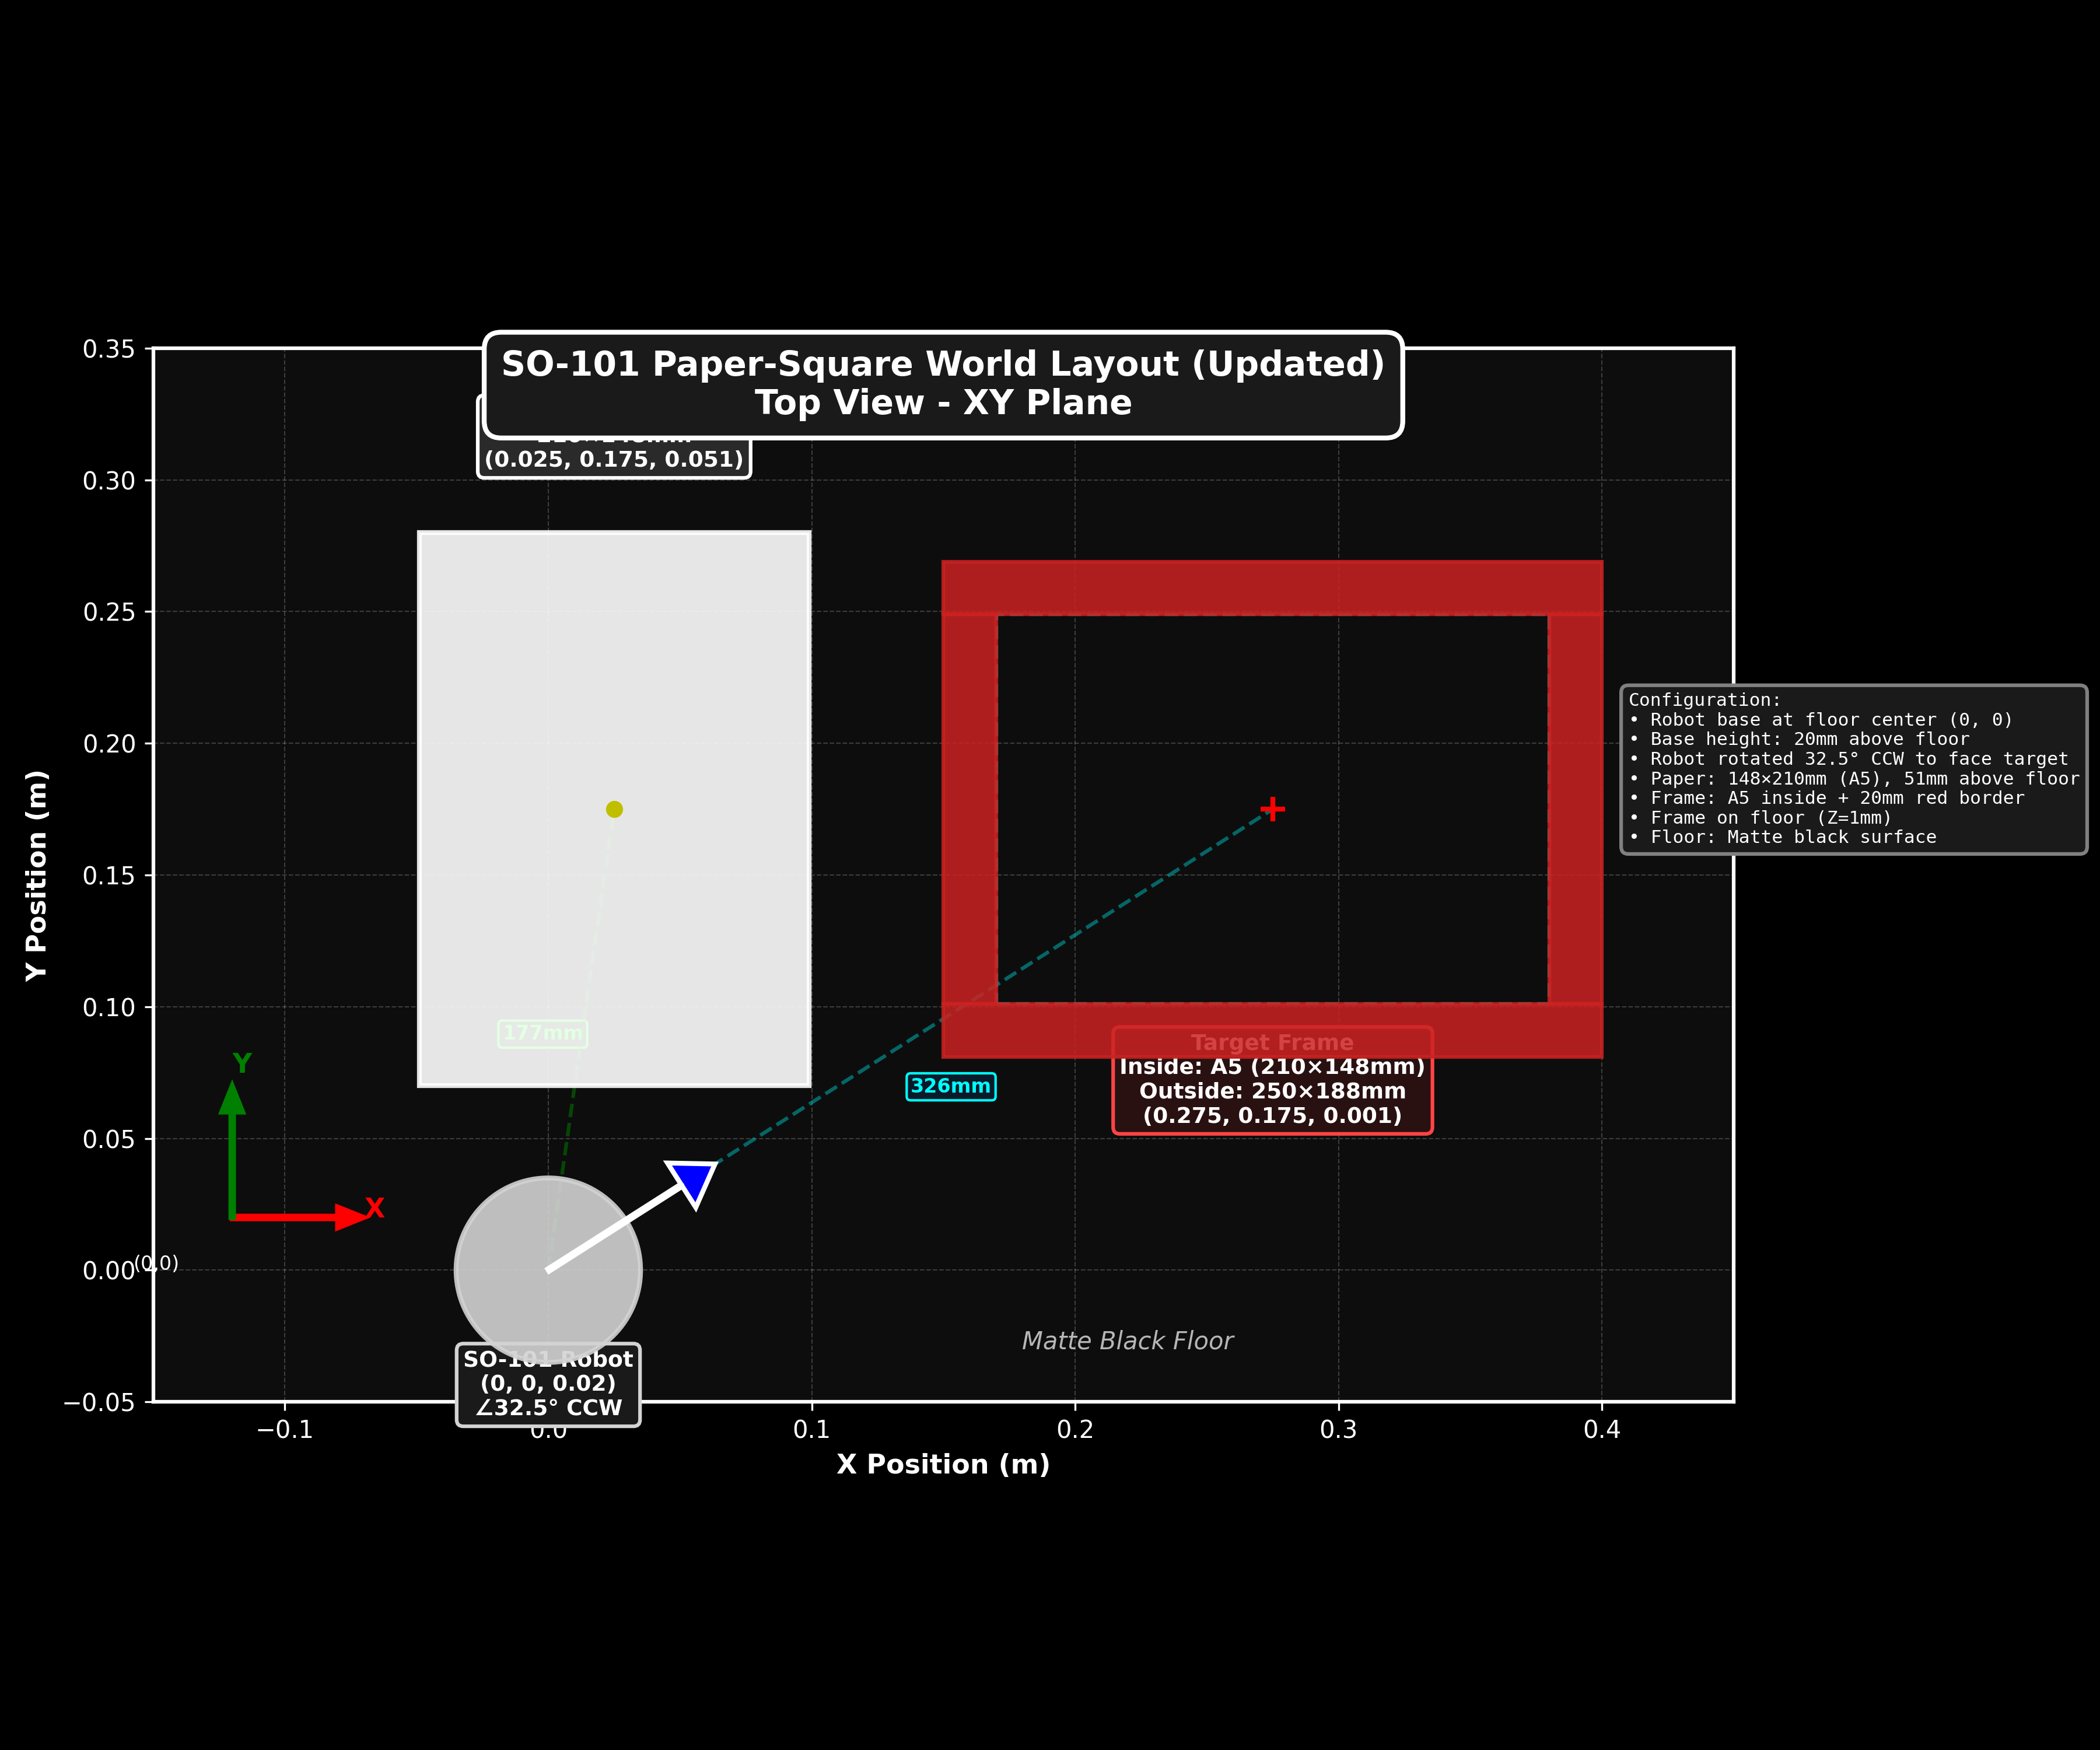 SO-101 Paper-Square World Layout (Updated)
Top View - XY Plane
(0.025, 0.175, 0.051)
0.35
0.30
0.25
0.20
0.15
0.10
0.05
0.00
−0.05
Y Position (m)
Configuration:
• Robot base at floor center (0, 0)
• Base height: 20mm above floor
• Robot rotated 32.5° CCW to face target
• Paper: 148×210mm (A5), 51mm above floor
• Frame: A5 inside + 20mm red border
• Frame on floor (Z=1mm)
• Floor: Matte black surface
177mm
326mm
Target Frame
Inside: A5 (210×148mm)
Outside: 250×188mm
(0.275, 0.175, 0.001)
Y
X
(0,0)
Matte Black Floor
SO-101 Robot
(0, 0, 0.02)
∠32.5° CCW
−0.1
0.0
0.1
0.2
0.3
0.4
X Position (m)